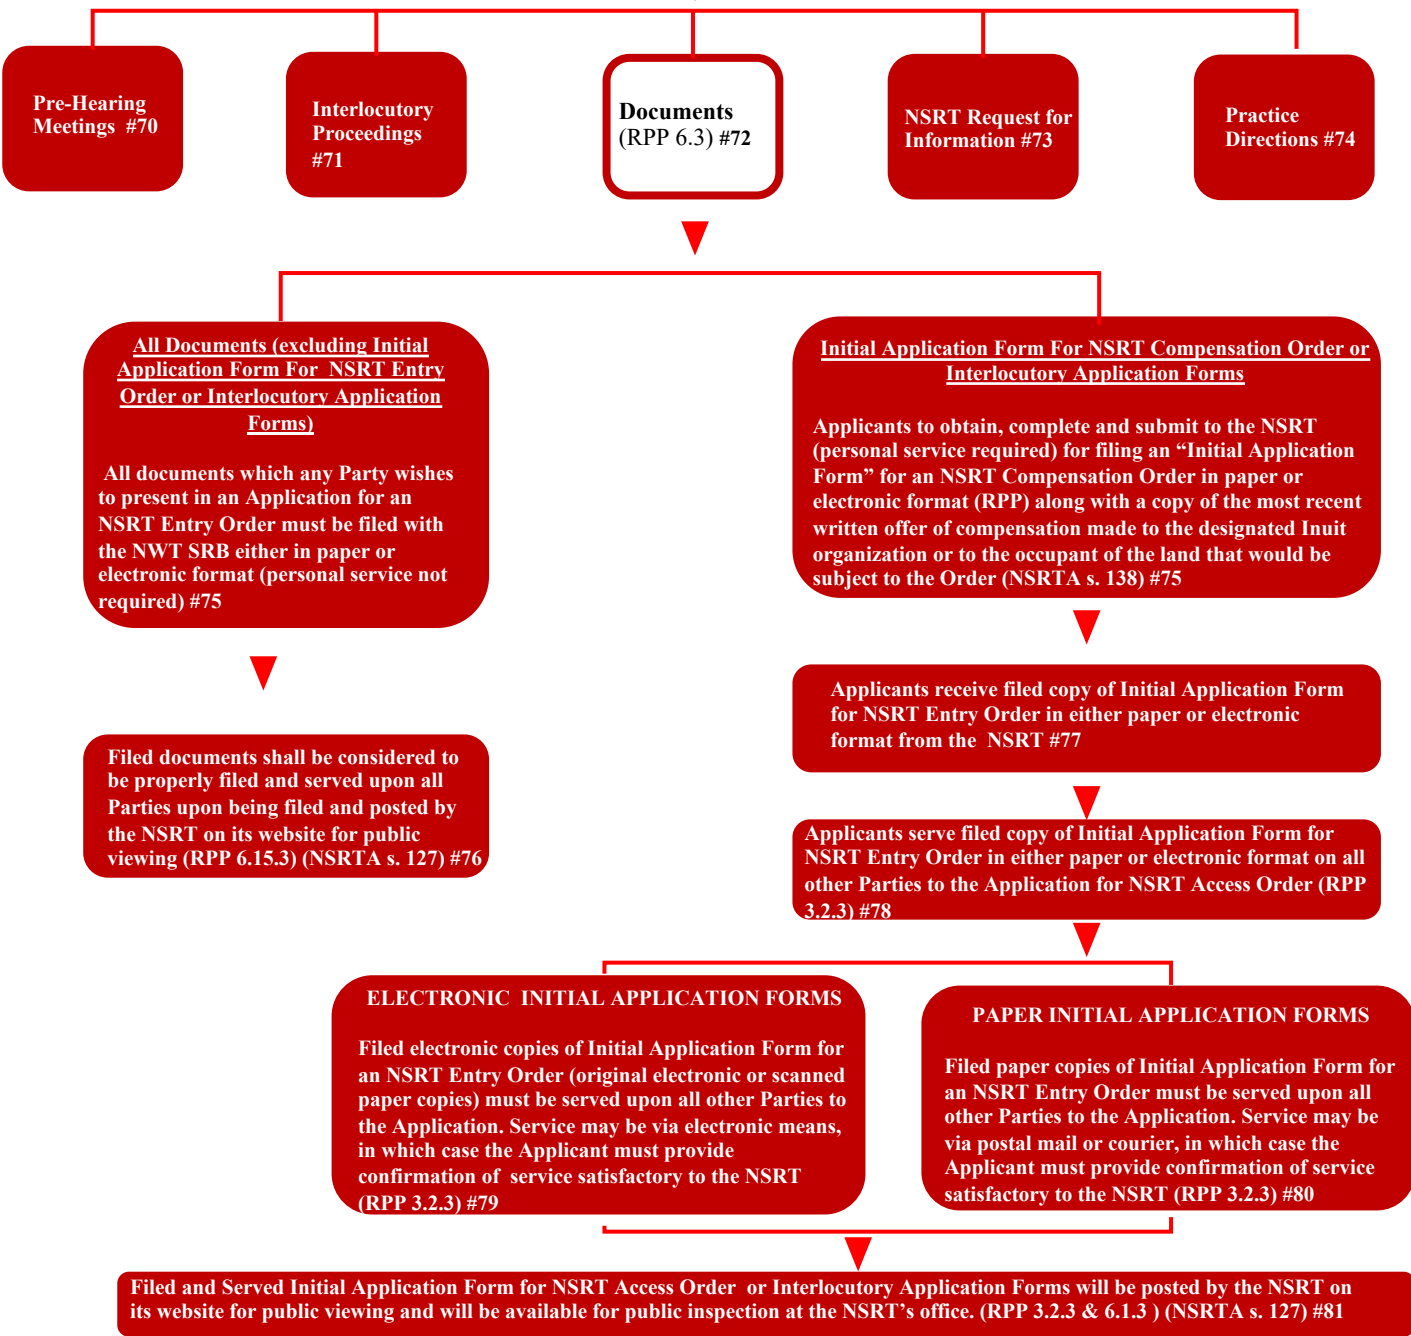 Pre-Hearing
Meetings #70
Interlocutory
Proceedings
#71
Documents
(RPP 6.3) #72
NSRT Request for
Information #73
Practice
Directions #74
All Documents (excluding Initial
Application Form For NSRT Entry
Order or Interlocutory Application
Forms)
All documents which any Party wishes
to present in an Application for an
NSRT Entry Order must be filed with
the NWT SRB either in paper or
electronic format (personal service not
required) #75
Filed documents shall be considered to
be properly filed and served upon all
Parties upon being filed and posted by
the NSRT on its website for public
viewing (RPP 6.15.3) (NSRTA s. 127) #76
Initial Application Form For NSRT Compensation Order or
Interlocutory Application Forms
Applicants to obtain, complete and submit to the NSRT
(personal service required) for filing an “Initial Application
Form” for an NSRT Compensation Order in paper or
electronic format (RPP) along with a copy of the most recent
written offer of compensation made to the designated Inuit
organization or to the occupant of the land that would be
subject to the Order (NSRTA s. 138) #75
Applicants receive filed copy of Initial Application Form
for NSRT Entry Order in either paper or electronic
format from the NSRT #77
Applicants serve filed copy of Initial Application Form for
NSRT Entry Order in either paper or electronic format on all
other Parties to the Application for NSRT Access Order (RPP
3.2.3) #78
ELECTRONIC INITIAL APPLICATION FORMS
Filed electronic copies of Initial Application Form for
an NSRT Entry Order (original electronic or scanned
paper copies) must be served upon all other Parties to
the Application. Service may be via electronic means,
in which case the Applicant must provide
confirmation of service satisfactory to the NSRT
(RPP 3.2.3) #79
PAPER INITIAL APPLICATION FORMS
Filed paper copies of Initial Application Form for
an NSRT Entry Order must be served upon all
other Parties to the Application. Service may be
via postal mail or courier, in which case the
Applicant must provide confirmation of service
satisfactory to the NSRT (RPP 3.2.3) #80
Filed and Served Initial Application Form for NSRT Access Order or Interlocutory Application Forms will be posted by the NSRT on
its website for public viewing and will be available for public inspection at the NSRT’s office. (RPP 3.2.3 & 6.1.3 ) (NSRTA s. 127) #81